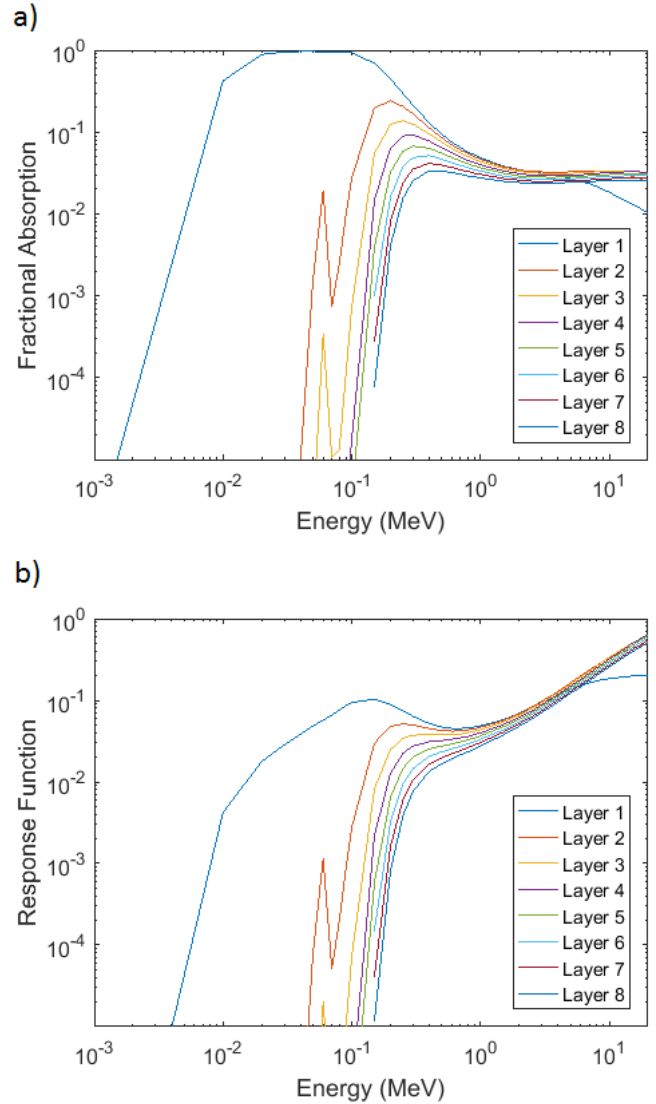 a)
Fractional Absorption
10^0
10^-1
10^-2
10^-3
10^-4
Layer 1
Layer 2
Layer 3
Layer 4
Layer 5
Layer 6
Layer 7
Layer 8
10^-3
10^-2
10^-1
10^0
10^1
Energy (MeV)
b)
Response Function
10^0
10^-1
10^-2
10^-3
10^-4
Layer 1
Layer 2
Layer 3
Layer 4
Layer 5
Layer 6
Layer 7
Layer 8
10^-3
10^-2
10^-1
10^0
10^1
Energy (MeV)